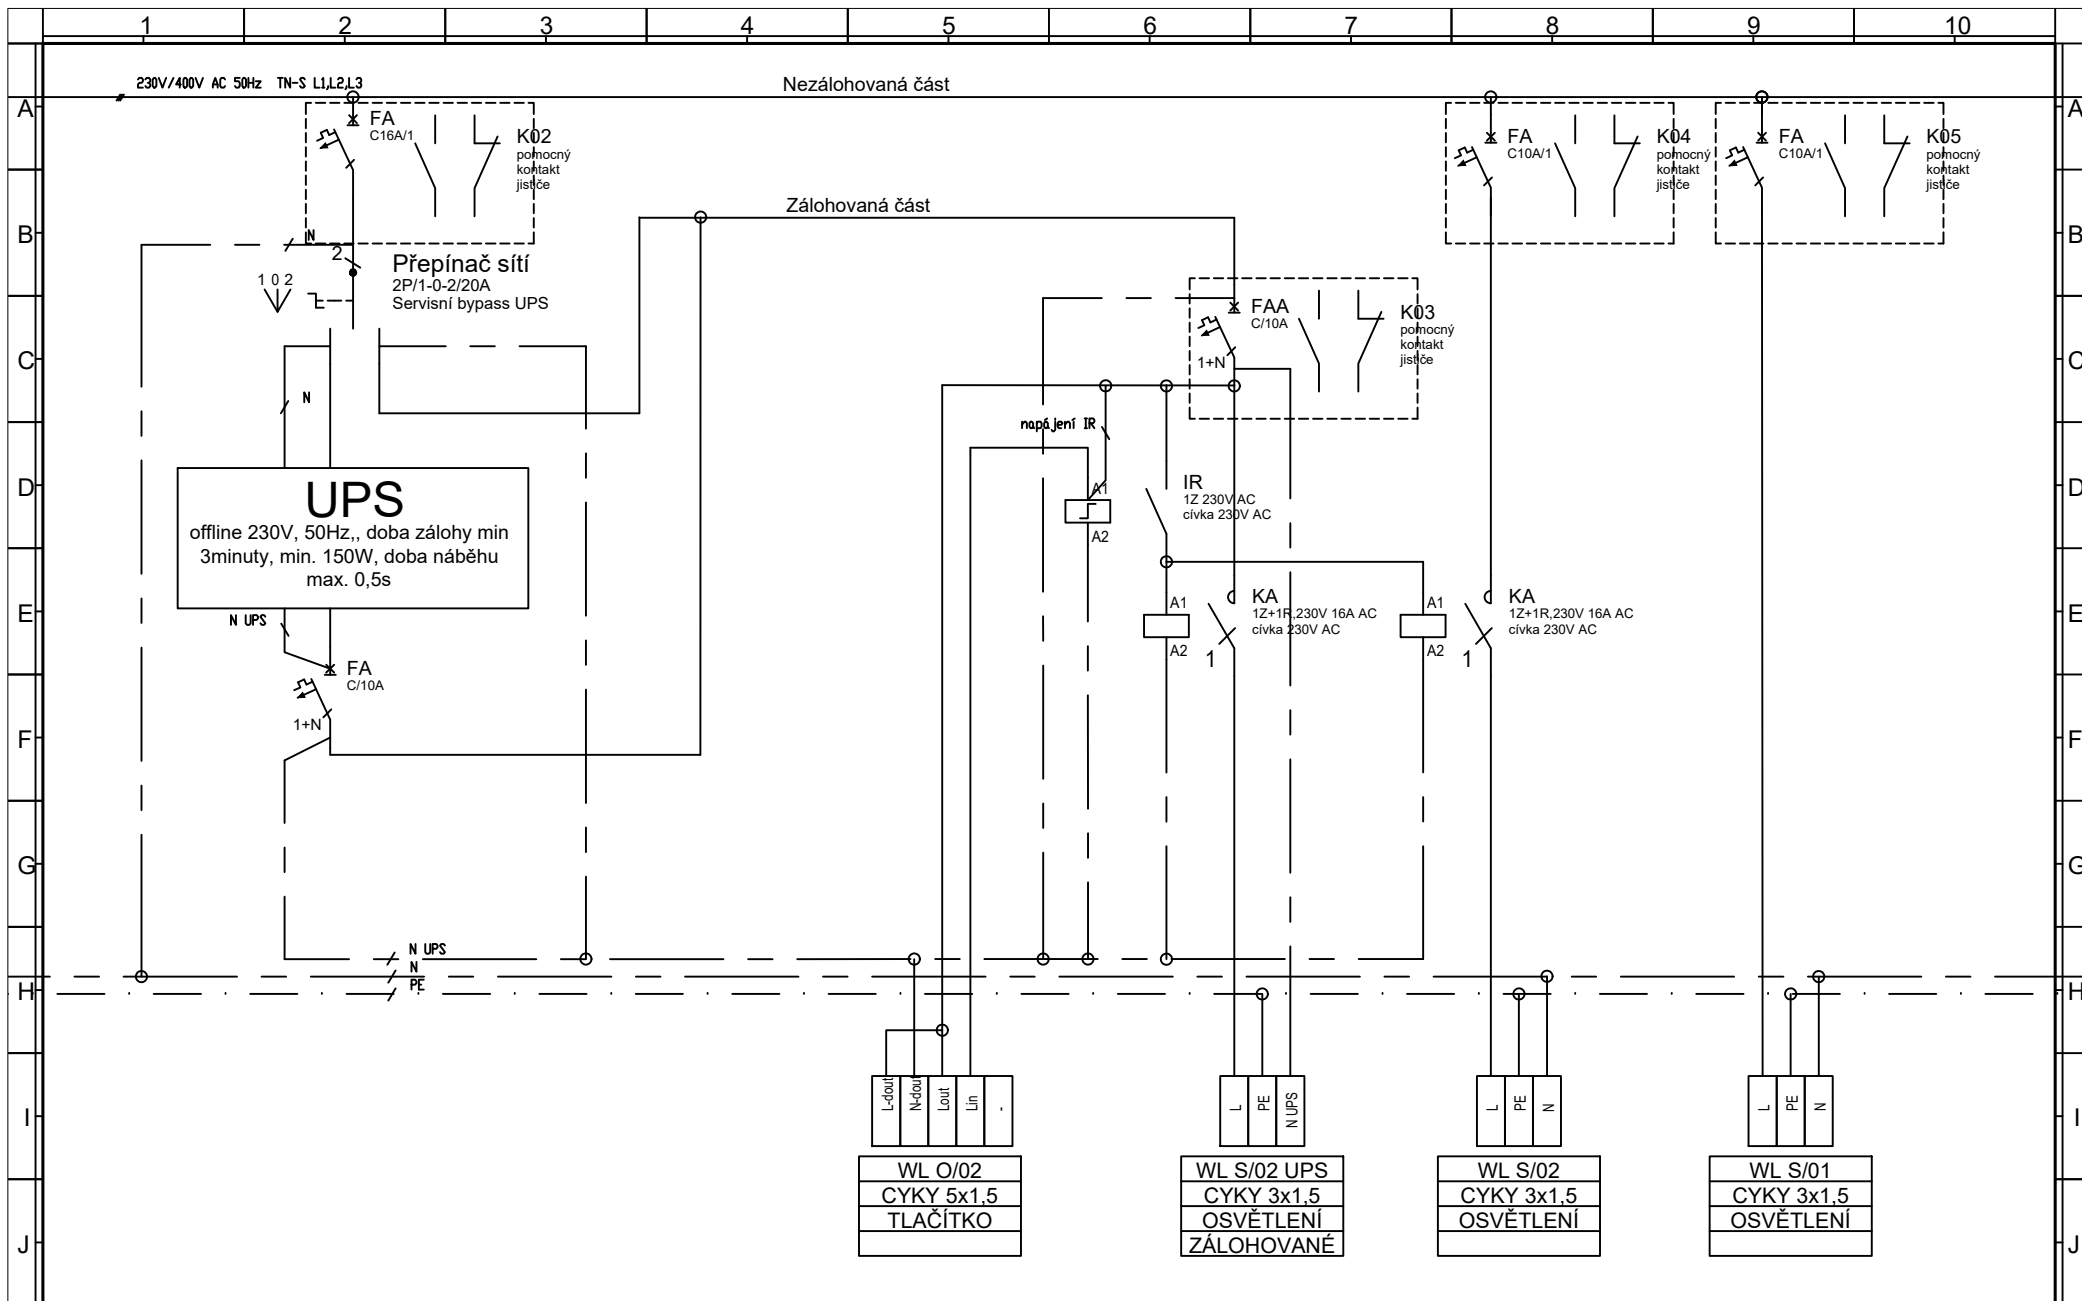 1 2 3 4 5 6 7 8 9 10
230V/400V AC 50Hz TN-S L1,L2,L3
Nezálohovaná část
A A
FA
C16A/1
K02
pomocný
kontakt
jističe
FA
C10A/1
K04
pomocný
kontakt
jističe
FA
C10A/1
K05
pomocný
kontakt
jističe
Zálohovaná část
B B
N
2
Přepínač sítí
2P/1-0-2/20A
Servisní bypass UPS
1 0 2
FAA
C/10A
1+N
K03
pomocný
kontakt
jističe
C C
N
napájení IR
D D
UPS
offline 230V, 50Hz,, doba zálohy min
3minuty, min. 150W, doba náběhu
max. 0,5s
A1
A2
IR
1Z 230V AC
cívka 230V AC
E E
N UPS
A1
A2
KA
1Z+1R,230V 16A AC
cívka 230V AC
1
A1
A2
KA
1Z+1R,230V 16A AC
cívka 230V AC
1
FA
C/10A
1+N
F F
G G
N UPS
N
PE
H H
L-dout
N-dout
Lout
Lin
-
L
PE
N UPS
L
PE
N
L
PE
N
I I
WL O/02
CYKY 5x1,5
TLAČÍTKO
WL S/02 UPS
CYKY 3x1,5
OSVĚTLENÍ
ZÁLOHOVANÉ
WL S/02
CYKY 3x1,5
OSVĚTLENÍ
WL S/01
CYKY 3x1,5
OSVĚTLENÍ
J J